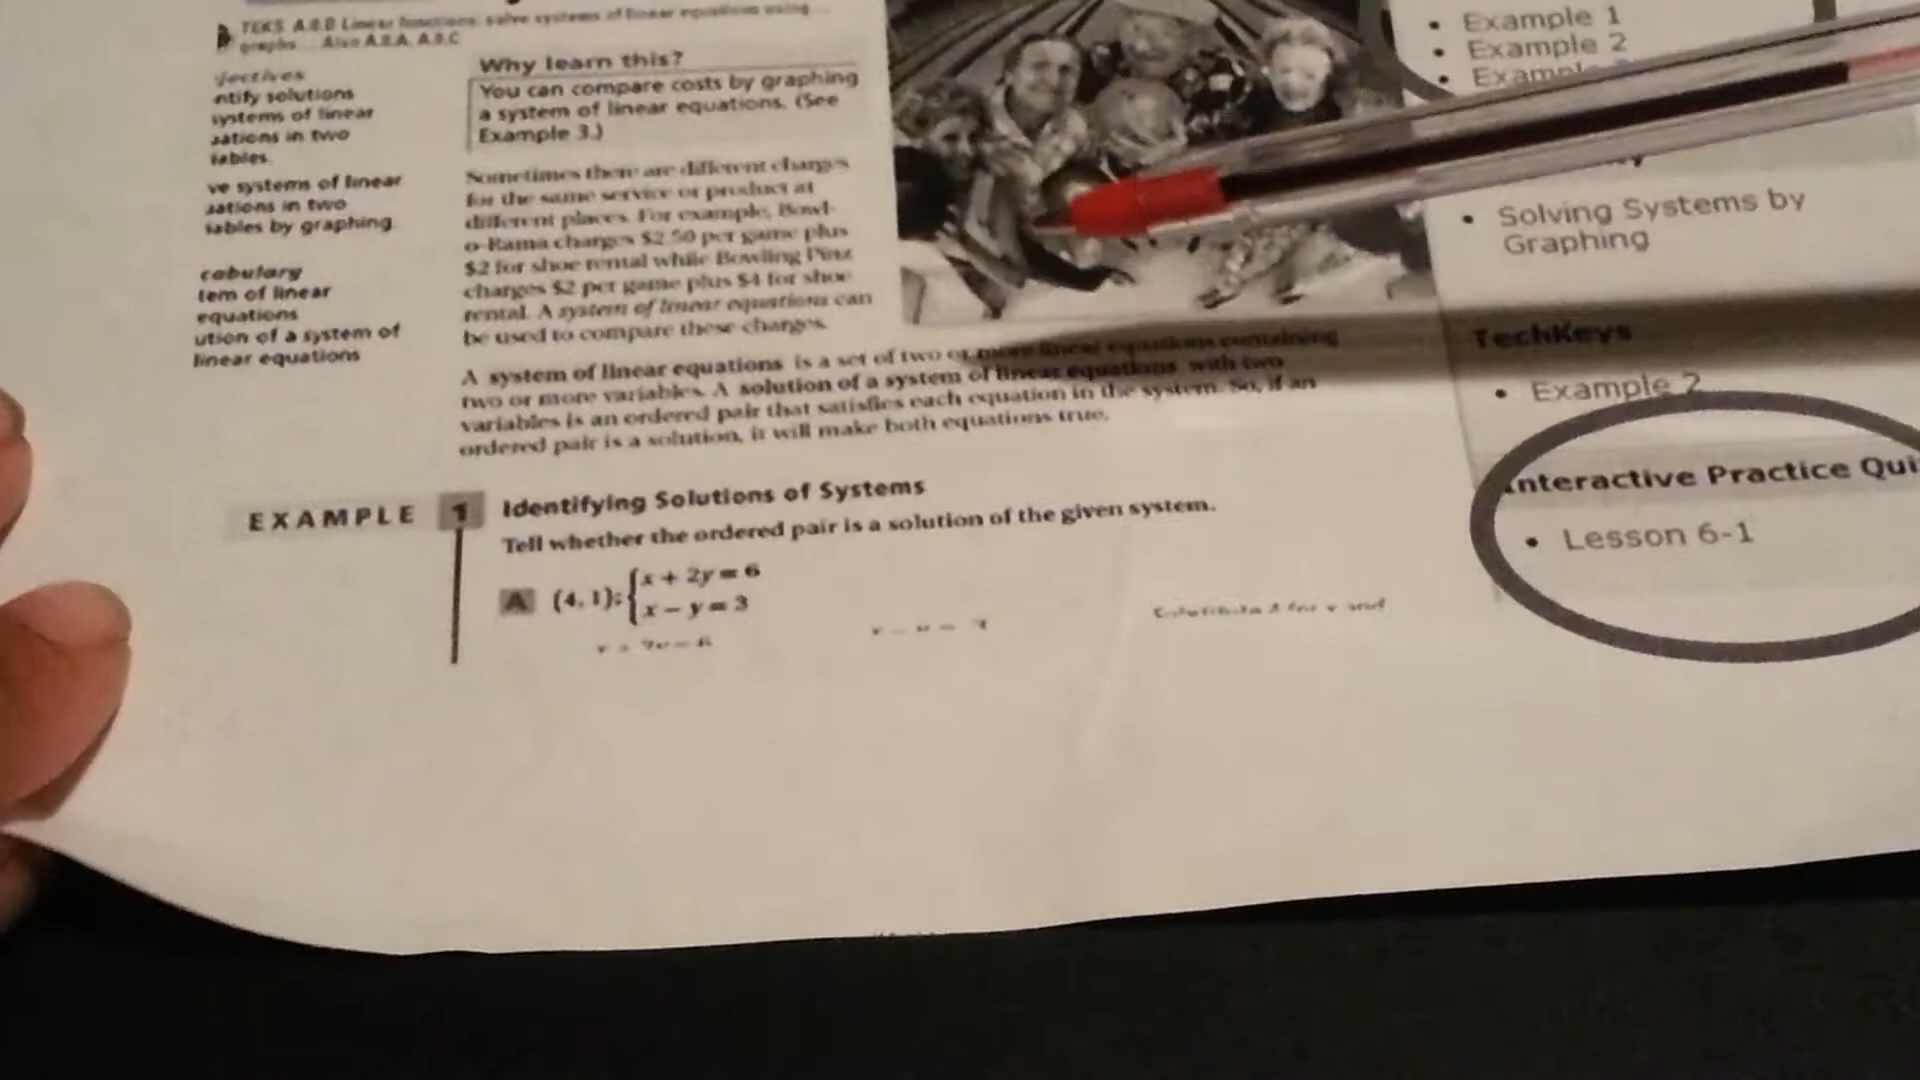 TEKS A.8.B Linear functions: solve systems of linear equations using ...
graphs ... Also A.8.A, A.8.C
jectives
ntify solutions
systems of linear
uations in two
iables.
ve systems of linear
uations in two
iables by graphing.
cabulary
tem of linear
equations
ution of a system of
linear equations
Why learn this?
You can compare costs by graphing
a system of linear equations. (See
Example 3.)
Sometimes there are different charges
for the same service or product at
different places. For example, Bowl-
o-Rama charges $2.50 per game plus
$2 for shoe rental while Bowling Pinz
charges $2 per game plus $4 for shoe
rental. A system of linear equations can
be used to compare these charges.
A system of linear equations is a set of two or more linear equations containing
two or more variables. A solution of a system of linear equations with two
variables is an ordered pair that satisfies each equation in the system. So, if an
ordered pair is a solution, it will make both equations true.
EXAMPLE 1 Identifying Solutions of Systems
Tell whether the ordered pair is a solution of the given system.
A (4, 1); { x + 2y = 6
x − y = 3
• Example 1
• Example 2
• Solving Systems by
Graphing
TechKeys
• Example 2
Interactive Practice Qui
• Lesson 6-1